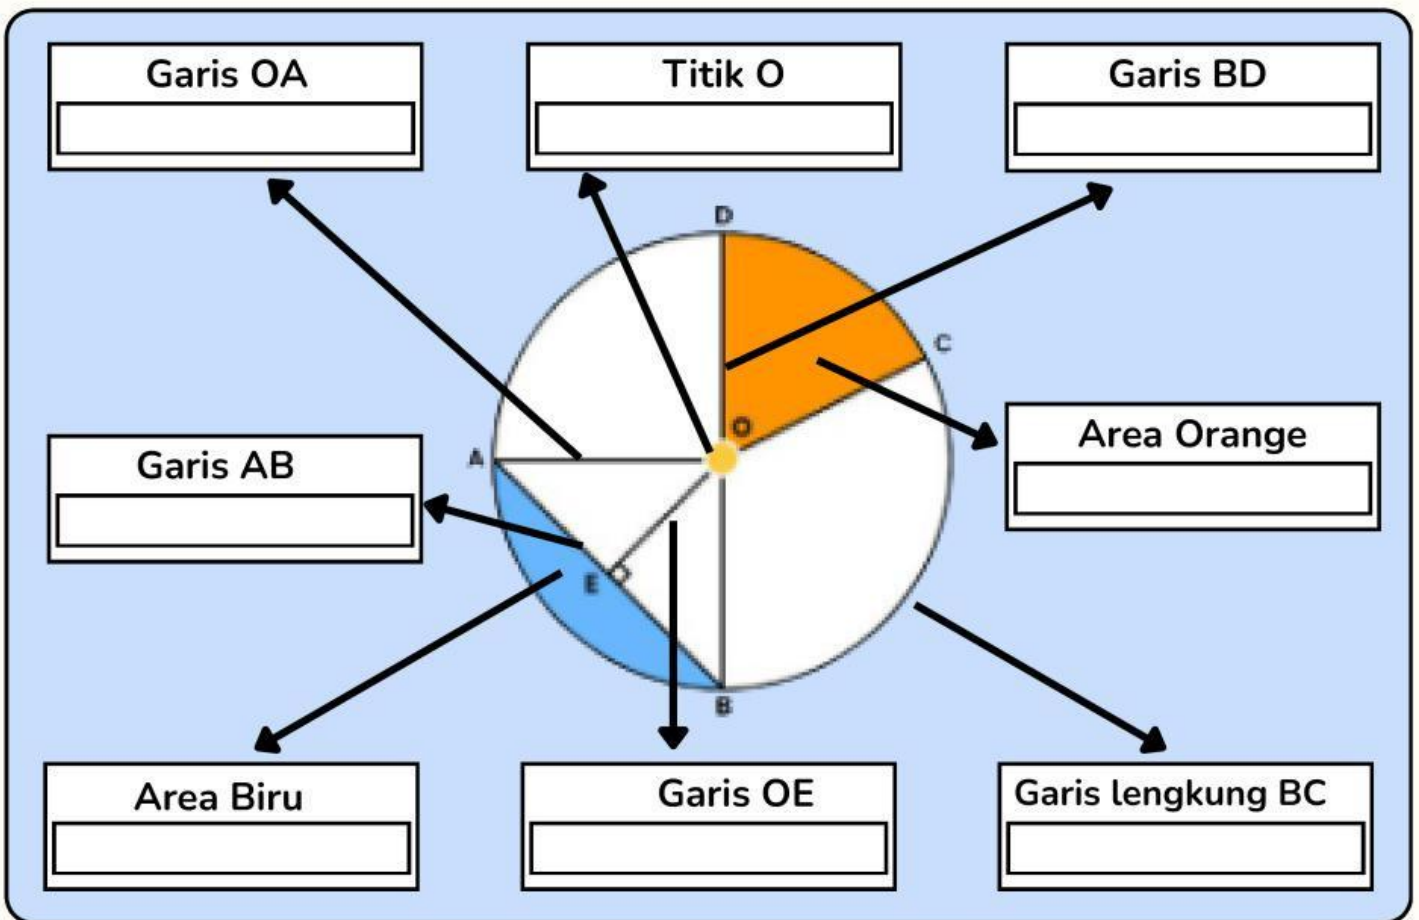 Garis OA
Titik O
Garis BD
D
C
O
A
Garis AB
Area Orange
E
B
Area Biru
Garis OE
Garis lengkung BC